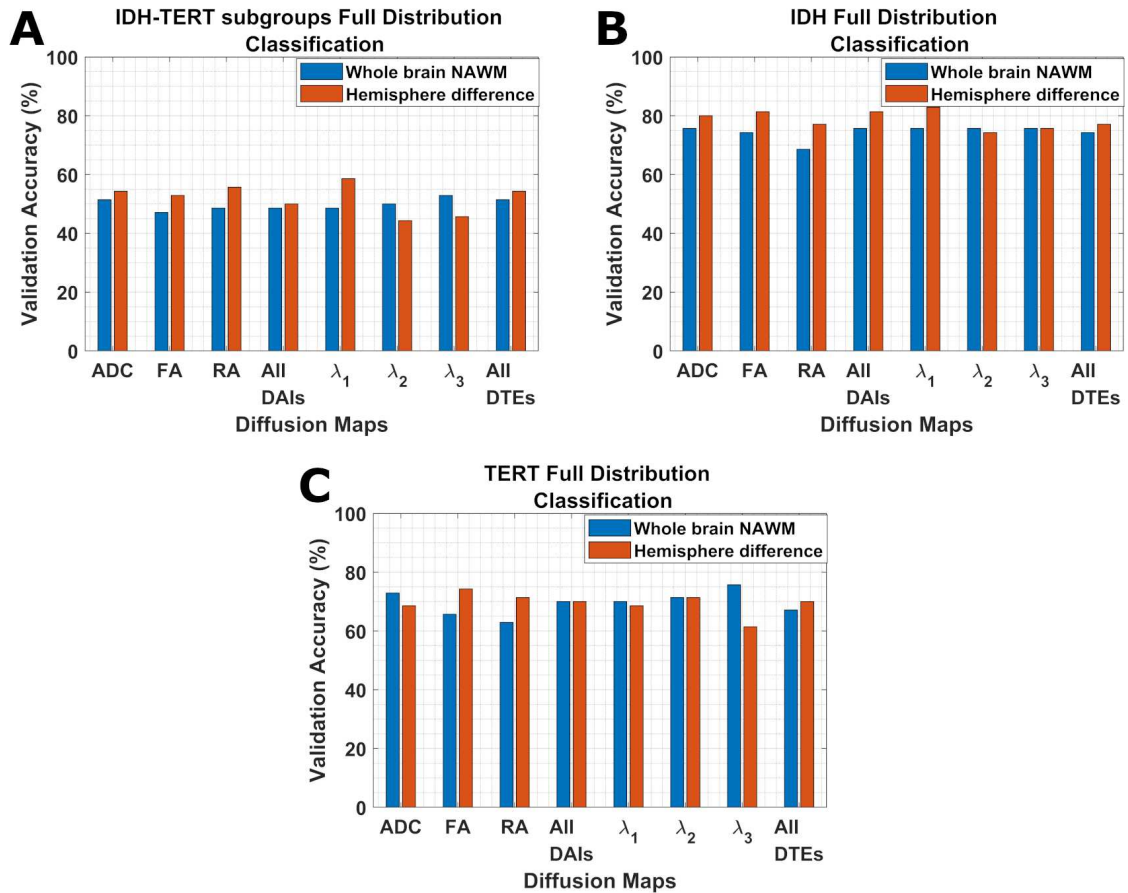 A
IDH-TERT subgroups Full Distribution
Classification
Whole brain NAWM
Hemisphere difference
Validation Accuracy (%)
100
80
60
40
20
0
ADC FA RA All λ1 λ2 λ3 All
DAIs DTEs
Diffusion Maps
B
IDH Full Distribution
Classification
Whole brain NAWM
Hemisphere difference
Validation Accuracy (%)
100
80
60
40
20
0
ADC FA RA All λ1 λ2 λ3 All
DAIs DTEs
Diffusion Maps
C
TERT Full Distribution
Classification
Whole brain NAWM
Hemisphere difference
Validation Accuracy (%)
100
80
60
40
20
0
ADC FA RA All λ1 λ2 λ3 All
DAIs DTEs
Diffusion Maps